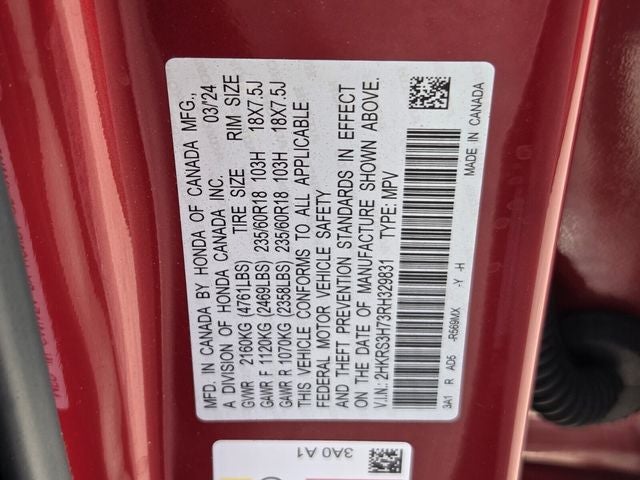 MFD. IN CANADA BY HONDA OF CANADA MFG.,
A DIVISION OF HONDA CANADA INC. 03/24
TIRE SIZE RIM SIZE
GVWR 2160KG (4761LBS)
GAWR F 1120KG (2469LBS) 235/60R18 103H 18X7.5J
GAWR R 1070KG (2358LBS) 235/60R18 103H 18X7.5J
THIS VEHICLE CONFORMS TO ALL APPLICABLE
FEDERAL MOTOR VEHICLE SAFETY
AND THEFT PREVENTION STANDARDS IN EFFECT
ON THE DATE OF MANUFACTURE SHOWN ABOVE.
V.I.N.: 2HKRS3H73RH329831 TYPE: MPV
3A1 R AD5 -R569MX -Y -H MADE IN CANADA
3A0 A1